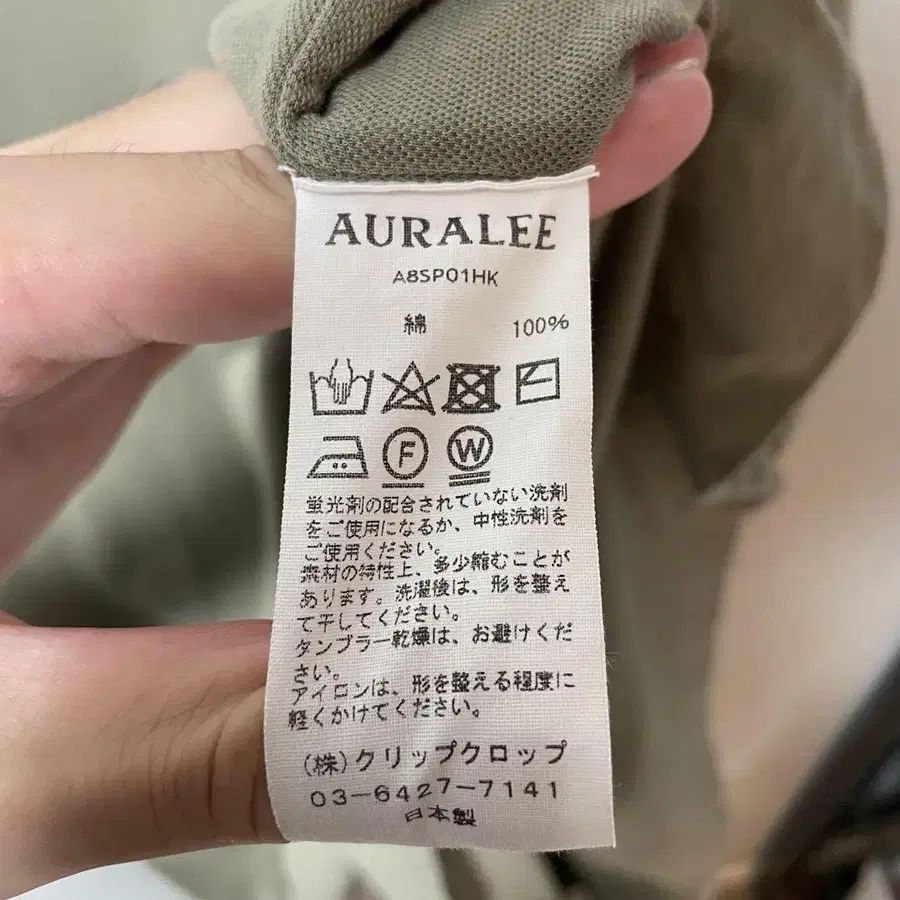 AURALEE
A8SP01HK
綿 100%
F W
蛍光剤の配合されていない洗剤
をご使用になるか、中性洗剤を
ご使用ください。
素材の特性上、多少縮むことが
あります。洗濯後は、形を整え
て干してください。
タンブラー乾燥は、お避けくだ
さい。
アイロンは、形を整える程度に
軽くかけてください。
(株)クリップクロップ
03-6427-7141
日本製